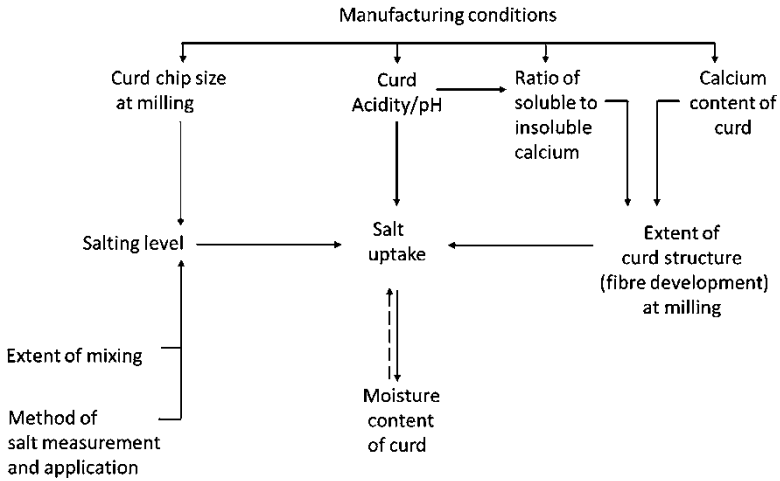 Manufacturing conditions
Curd chip size
at milling
Curd
Acidity/pH
Ratio of
soluble to
insoluble
calcium
Calcium
content of
curd
Salting level
Salt
uptake
Extent of
curd structure
(fibre development)
at milling
Extent of mixing
Method of
salt measurement
and application
Moisture
content
of curd